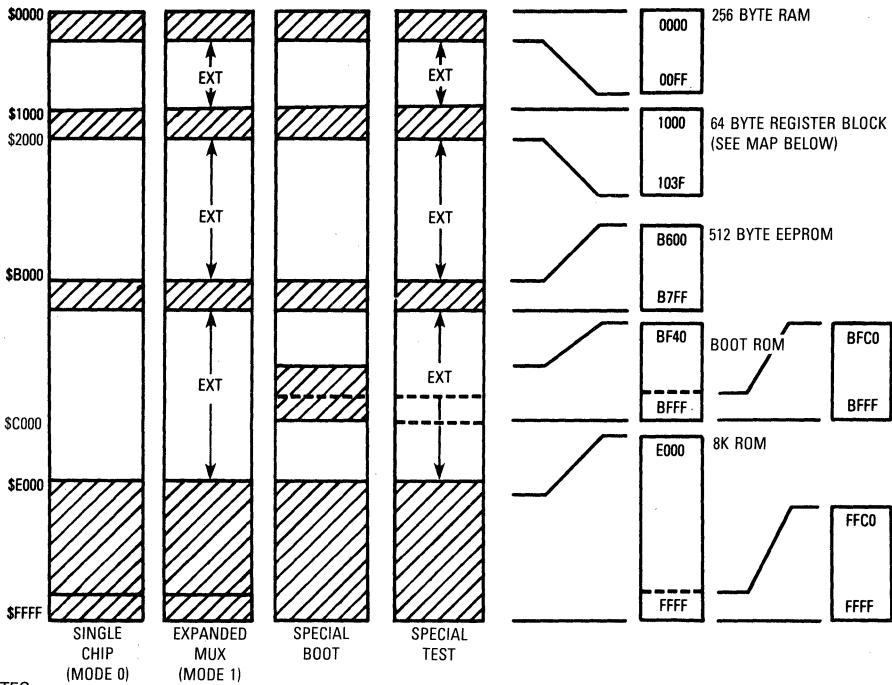 $0000
256 BYTE RAM
0000
EXT
EXT
00FF
$1000
1000
64 BYTE REGISTER BLOCK
$2000
(SEE MAP BELOW)
103F
EXT
EXT
B600
512 BYTE EEPROM
$B000
B7FF
BF40
BOOT ROM
BFC0
EXT
EXT
BFFF
BFFF
$C000
E000
8K ROM
$E000
FFC0
FFFF
FFFF
$FFFF
SINGLE
CHIP
(MODE 0)
EXPANDED
MUX
(MODE 1)
SPECIAL
BOOT
SPECIAL
TEST